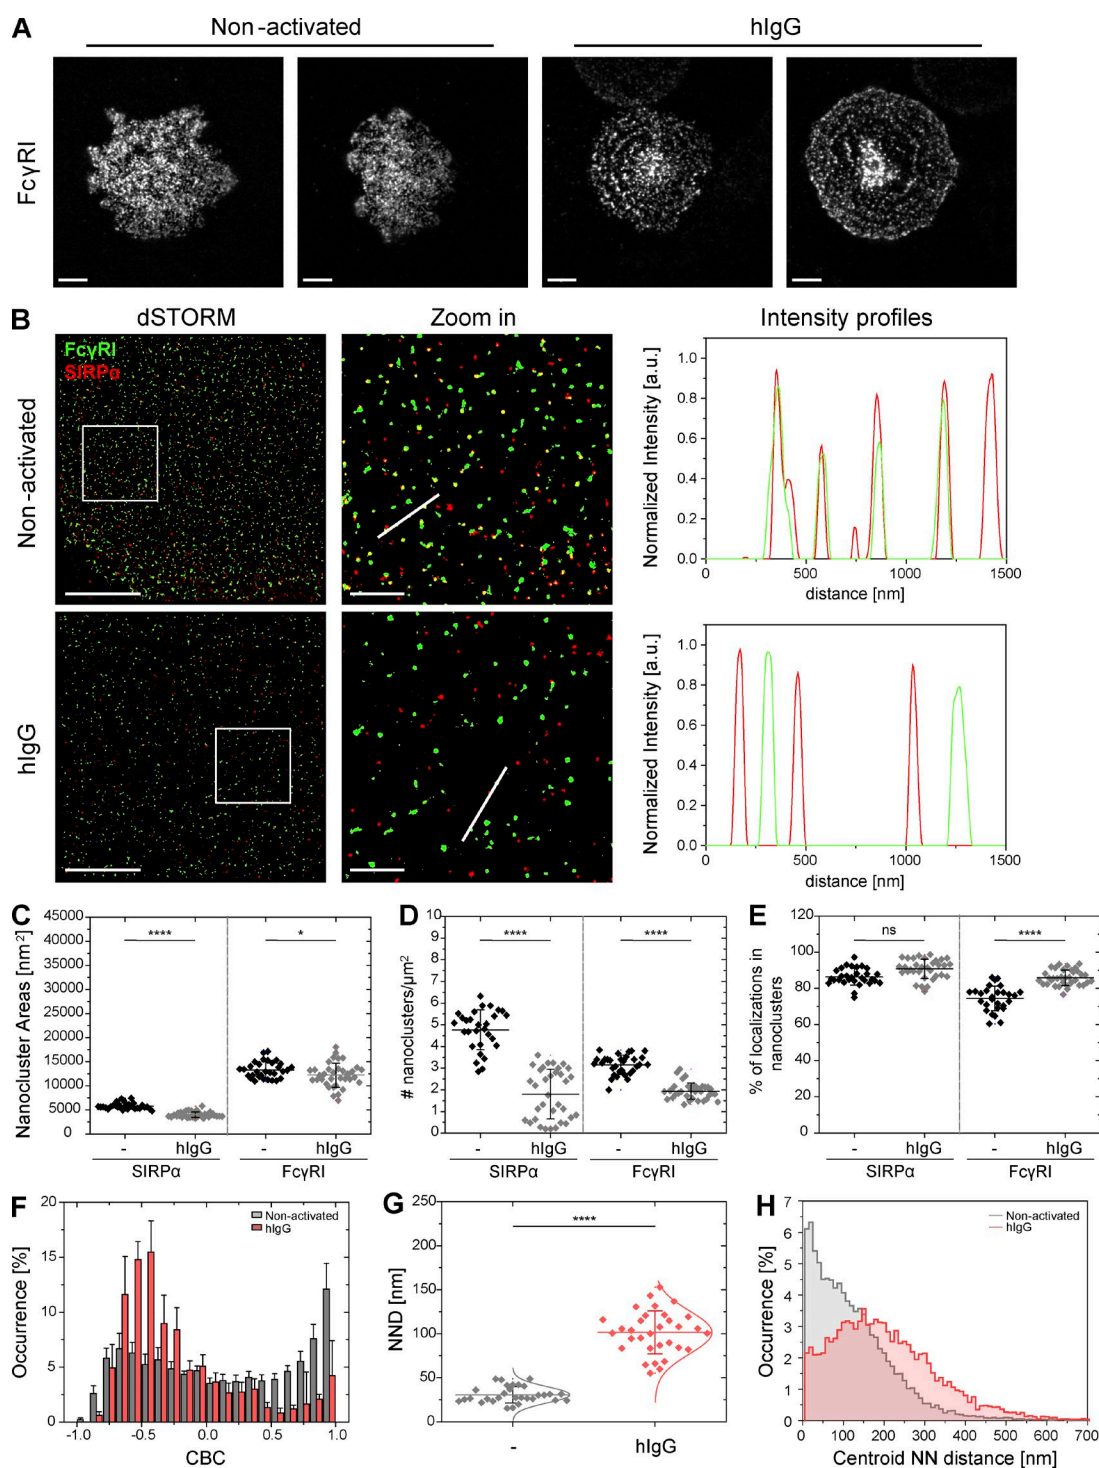 A
Non-activated
hIgG
FcγRI
B
dSTORM
Zoom in
Intensity profiles
Non-activated
FcγRI
SIRPα
Normalized Intensity [a.u.]
1.0
0.8
0.6
0.4
0.2
0.0
0
500
1000
1500
distance [nm]
hIgG
Normalized Intensity [a.u.]
1.0
0.8
0.6
0.4
0.2
0.0
0
500
1000
1500
distance [nm]
C
Nanocluster Areas [nm²]
45000
40000
35000
30000
25000
20000
15000
10000
5000
0
****
*
- hIgG - hIgG
SIRPα FcγRI
D
# nanoclusters/µm²
10
9
8
7
6
5
4
3
2
1
0
****
****
- hIgG - hIgG
SIRPα FcγRI
E
% of localizations in
nanoclusters
120
100
80
60
40
20
0
ns
****
- hIgG - hIgG
SIRPα FcγRI
F
Occurrence [%]
20
15
10
5
0
Non-activated
hIgG
-1.0 -0.5 0.0 0.5 1.0
CBC
G
NND [nm]
250
200
150
100
50
0
****
- hIgG
H
Occurrence [%]
7
6
5
4
3
2
1
0
Non-activated
hIgG
0 100 200 300 400 500 600 700
Centroid NN distance [nm]